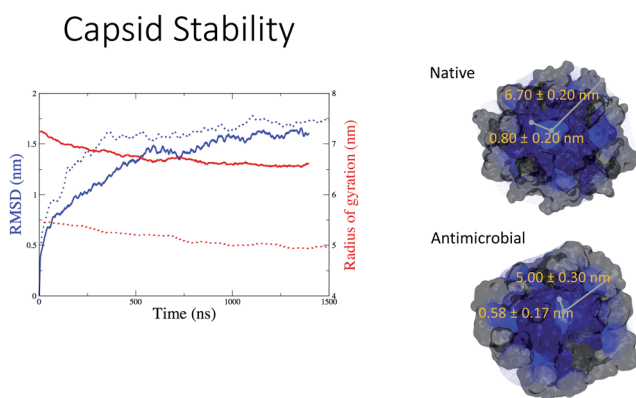 Capsid Stability
2
1.5
1
0.5
0
RMSD (nm)
0
500
1000
1500
Time (ns)
8
7
6
5
4
Radius of gyration (nm)
Native
6.70 ± 0.20 nm
0.80 ± 0.20 nm
Antimicrobial
5.00 ± 0.30 nm
0.58 ± 0.17 nm